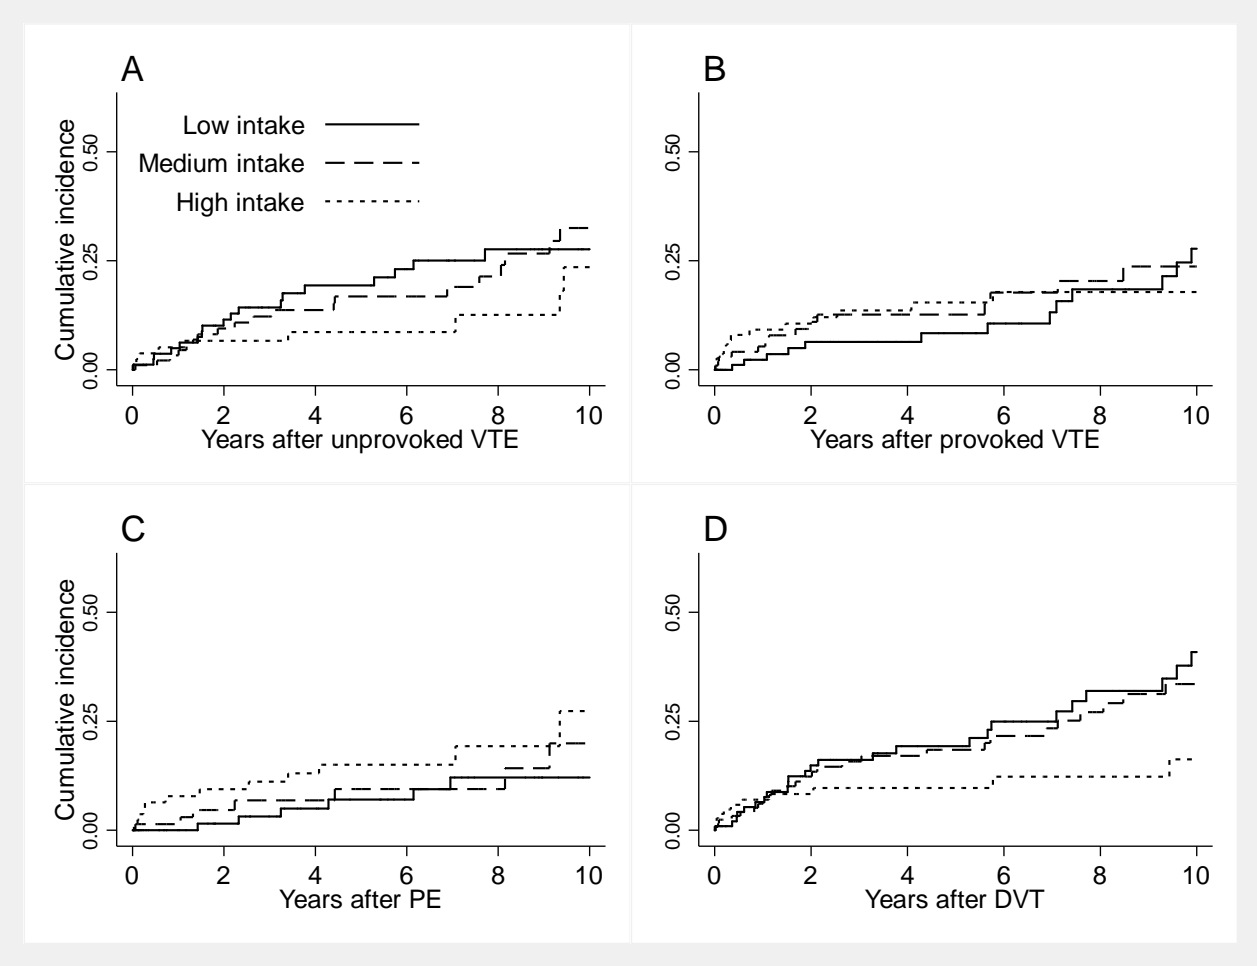 A
Low intake
Medium intake
High intake
Cumulative incidence
0.00 0.25 0.50
0 2 4 6 8 10
Years after unprovoked VTE
B
0.00 0.25 0.50
0 2 4 6 8 10
Years after provoked VTE
C
Cumulative incidence
0.00 0.25 0.50
0 2 4 6 8 10
Years after PE
D
0.00 0.25 0.50
0 2 4 6 8 10
Years after DVT